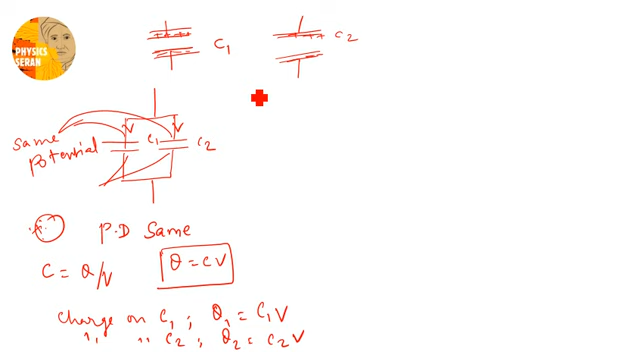 PHYSICS
SERAN
C1
C2
Same
potential
C1
C2
P.D Same
C = Q/V
Q = CV
Charge on C1 ; Q1 = C1V
" " C2 ; Q2 = C2V